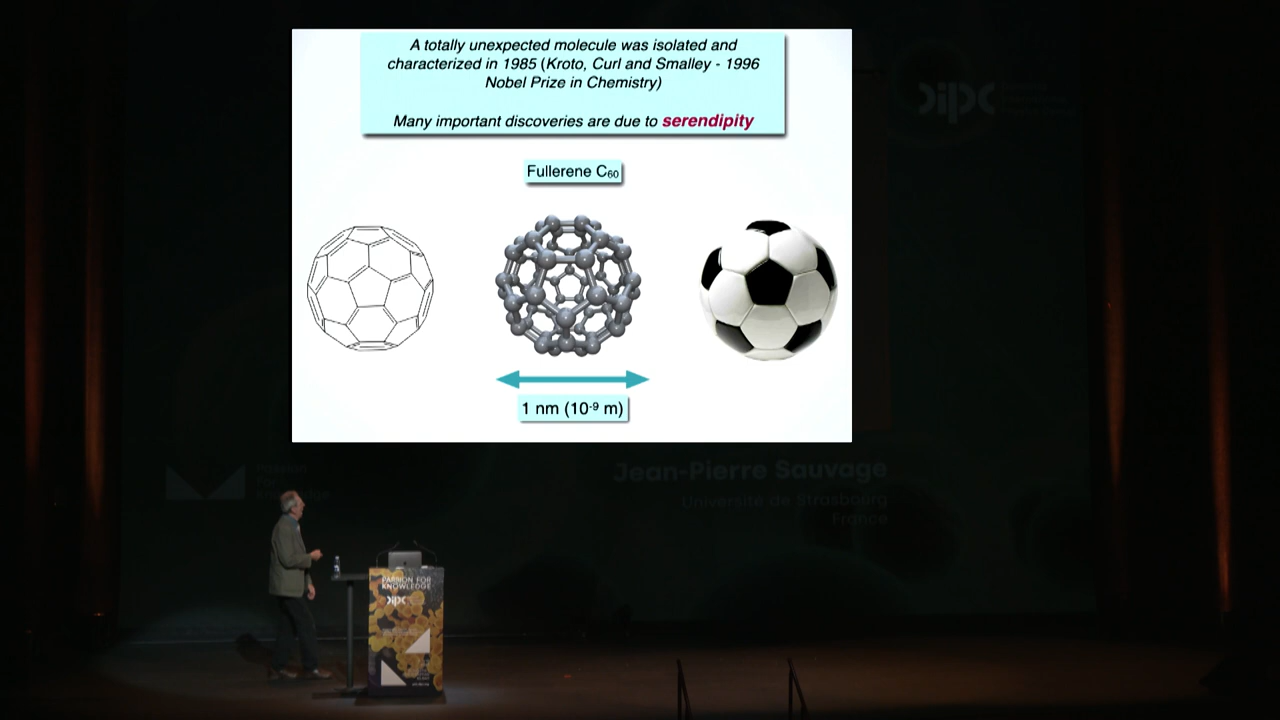 A totally unexpected molecule was isolated and
characterized in 1985 (Kroto, Curl and Smalley - 1996
Nobel Prize in Chemistry)
Many important discoveries are due to serendipity
Fullerene C₆₀
1 nm (10⁻⁹ m)
dipc
Jean-Pierre Sauvage
Université de Strasbourg
France
PASSION FOR
KNOWLEDGE
dipc